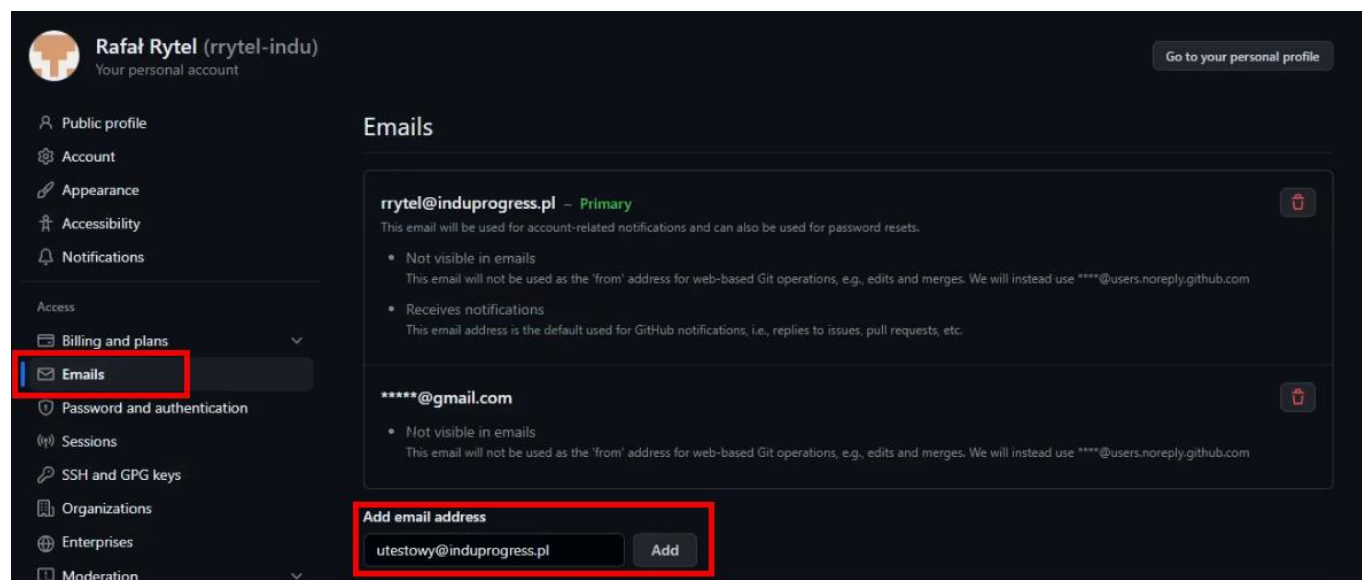 Rafał Rytel (rrytel-indu)
Your personal account
Go to your personal profile
Public profile
Account
Appearance
Accessibility
Notifications
Access
Billing and plans
Emails
Password and authentication
Sessions
SSH and GPG keys
Organizations
Enterprises
Moderation
Emails
rrytel@induprogress.pl – Primary
This email will be used for account-related notifications and can also be used for password resets.
• Not visible in emails
This email will not be used as the 'from' address for web-based Git operations, e.g., edits and merges. We will instead use ****@users.noreply.github.com
• Receives notifications
This email address is the default used for GitHub notifications, i.e., replies to issues, pull requests, etc.
*****@gmail.com
• Not visible in emails
This email will not be used as the 'from' address for web-based Git operations, e.g., edits and merges. We will instead use ****@users.noreply.github.com
Add email address
utestowy@induprogress.pl
Add